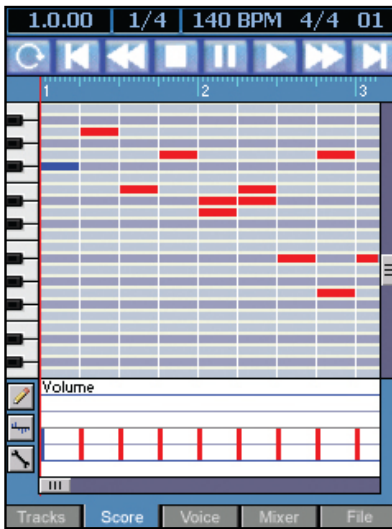 1.0.00 1/4 140 BPM 4/4 01
1 2 3
Volume
Tracks Score Voice Mixer File